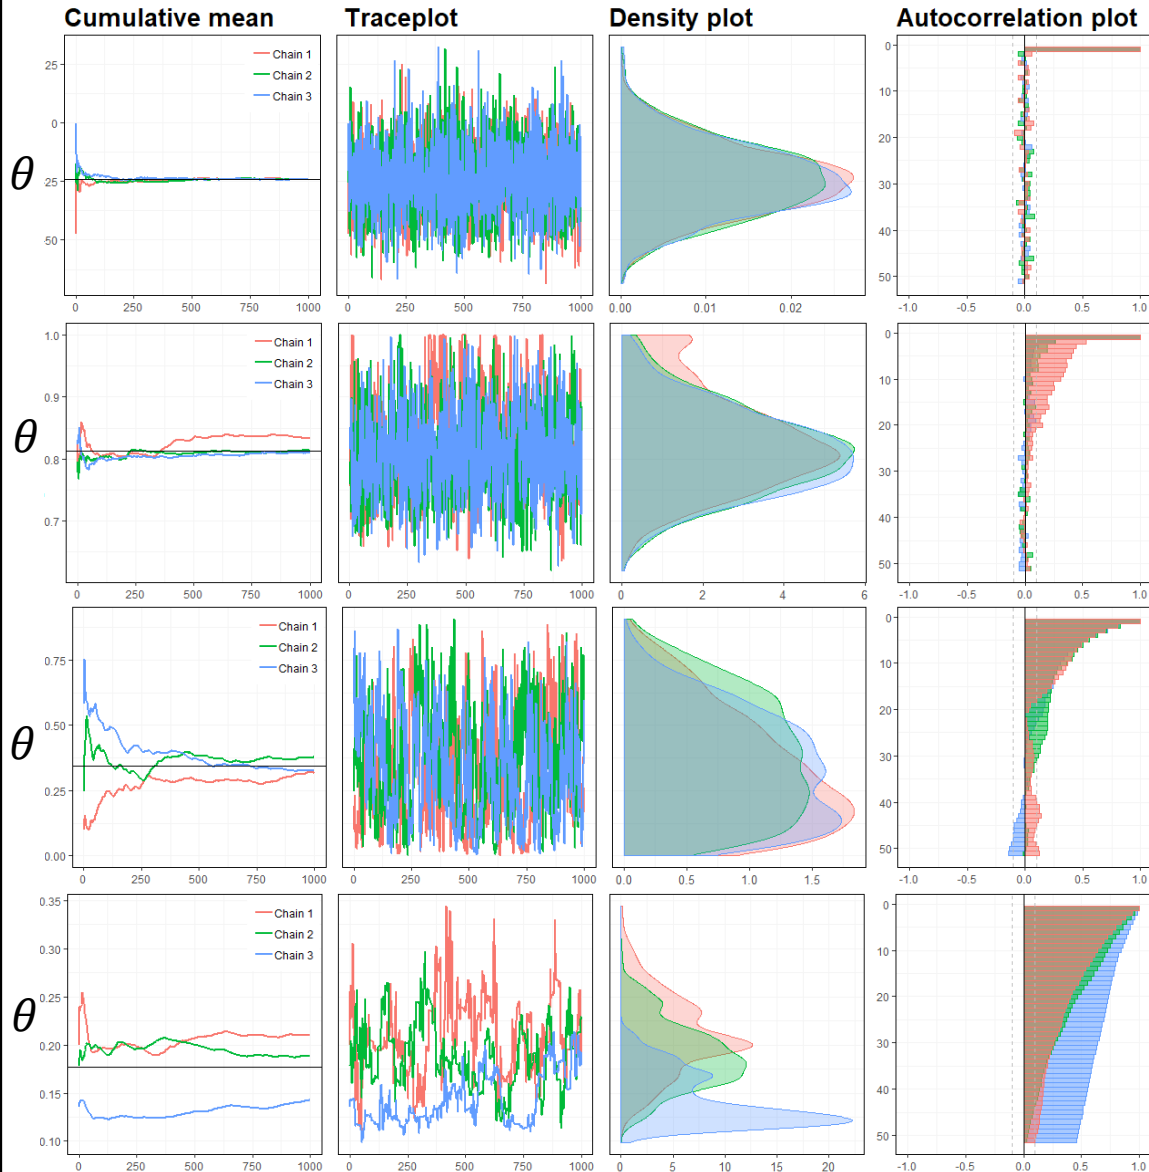 Cumulative mean Traceplot Density plot Autocorrelation plot
θ
25
0
25
50
Chain 1
Chain 2
Chain 3
0 250 500 750 1000
0 250 500 750 1000
0.00 0.01 0.02
0
10
20
30
40
50
-1.0 -0.5 0.0 0.5 1.0
θ
1.0
0.9
0.8
0.7
Chain 1
Chain 2
Chain 3
0 250 500 750 1000
0 250 500 750 1000
0 2 4 6
0
10
20
30
40
50
-1.0 -0.5 0.0 0.5 1.0
θ
0.75
0.50
0.25
0.00
Chain 1
Chain 2
Chain 3
0 250 500 750 1000
0 250 500 750 1000
0.0 0.5 1.0 1.5
0
10
20
30
40
50
-1.0 -0.5 0.0 0.5 1.0
θ
0.35
0.30
0.25
0.20
0.15
0.10
Chain 1
Chain 2
Chain 3
0 250 500 750 1000
0 250 500 750 1000
0 5 10 15 20
0
10
20
30
40
50
-1.0 -0.5 0.0 0.5 1.0